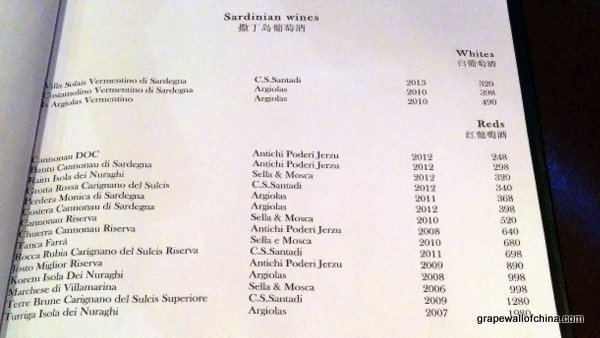 Sardinian wines
撒丁岛葡萄酒
Whites
白葡萄酒
Villa Solais Vermentino di Sardegna C.S.Santadi 2013 320
Costamolino Vermentino di Sardegna Argiolas 2010 398
Is Argiolas Vermentino Argiolas 2010 490
Reds
红葡萄酒
Cannonau DOC Antichi Poderi Jerzu 2012 248
Bantu Cannonau di Sardegna Antichi Poderi Jerzu 2012 298
Ram Isola dei Nuraghi Sella & Mosca 2012 320
Grotta Rossa Carignano del Sulcis C.S.Santadi 2012 340
Perdera Monica di Sardegna Argiolas 2011 368
Costera Cannonau di Sardegna Argiolas 2012 398
Cannonau Riserva Sella & Mosca 2010 520
Chuerra Cannonau Riserva Antichi Poderi Jerzu 2008 640
Tanca Farrá Sella e Mosca 2010 680
Rocca Rubia Carignano del Sulcis Riserva C.S.Santadi 2011 698
Josto Miglior Riserva Antichi Poderi Jerzu 2009 890
Korem Isola Dei Nuraghi Argiolas 2008 998
Marchese di Villamarina Sella & Mosca 2006 998
Terre Brune Carignano del Sulcis Superiore C.S.Santadi 2009 1280
Turriga Isola dei Nuraghi Argiolas 2007 1980
grapewallofchina.com